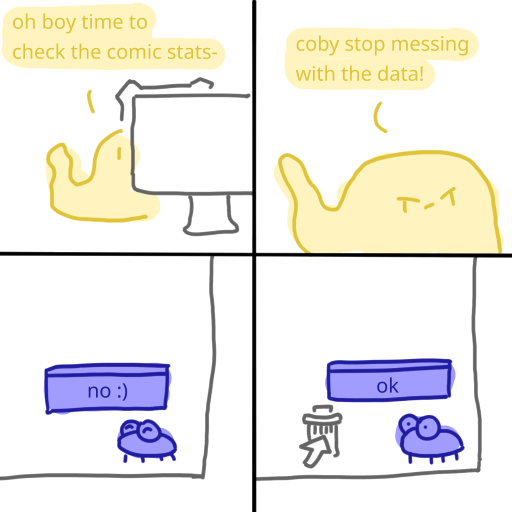 oh boy time to
check the comic stats-
coby stop messing
with the data!
no :)
ok